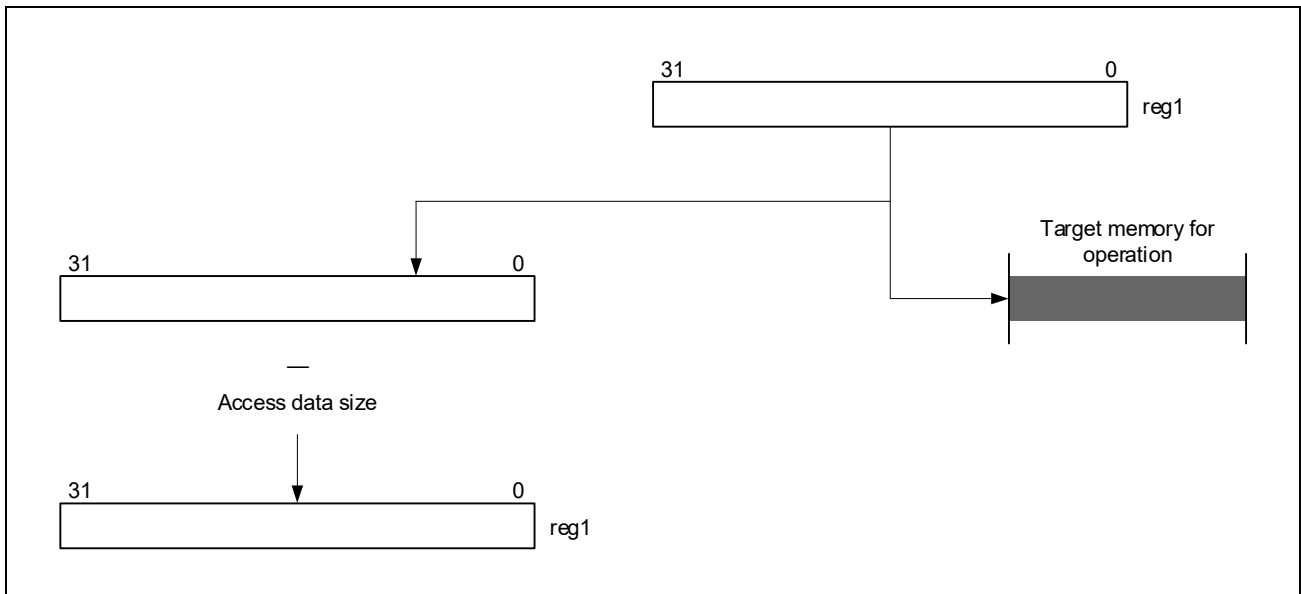 31 0
reg1
Target memory for
operation
31 0
—
Access data size
31 0
reg1